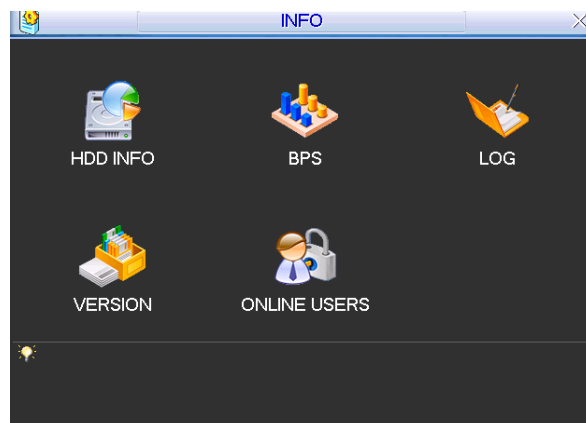 INFO
HDD INFO
BPS
LOG
VERSION
ONLINE USERS